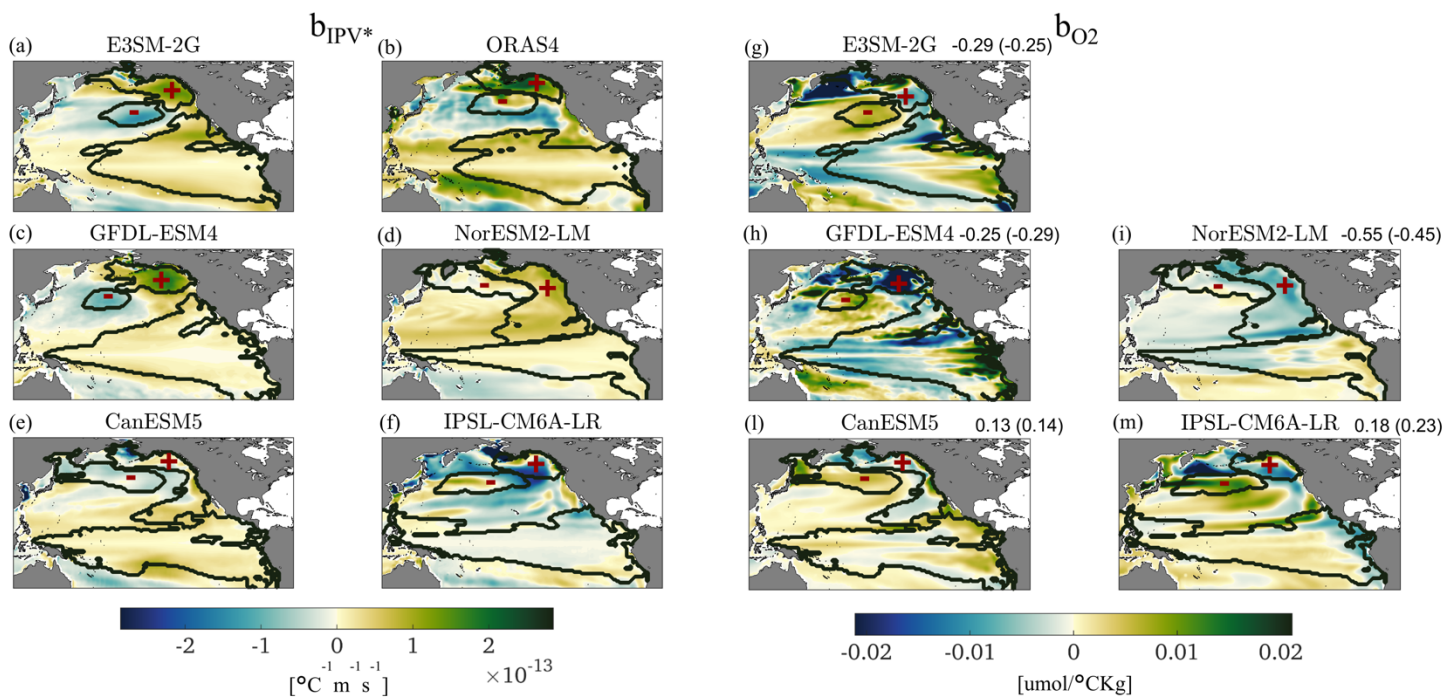 b_IPV* b_O2
(a) E3SM-2G (b) ORAS4 (g) E3SM-2G -0.29 (-0.25)
+ - + - + -
(c) GFDL-ESM4 (d) NorESM2-LM (h) GFDL-ESM4 -0.25 (-0.29) (i) NorESM2-LM -0.55 (-0.45)
+ - - + + - - +
(e) CanESM5 (f) IPSL-CM6A-LR (l) CanESM5 0.13 (0.14) (m) IPSL-CM6A-LR 0.18 (0.23)
+ - + - + - + -
-2 -1 0 1 2 -0.02 -0.01 0 0.01 0.02
×10^-13
[°C^-1 m^-1 s^-1] [umol/°CKg]